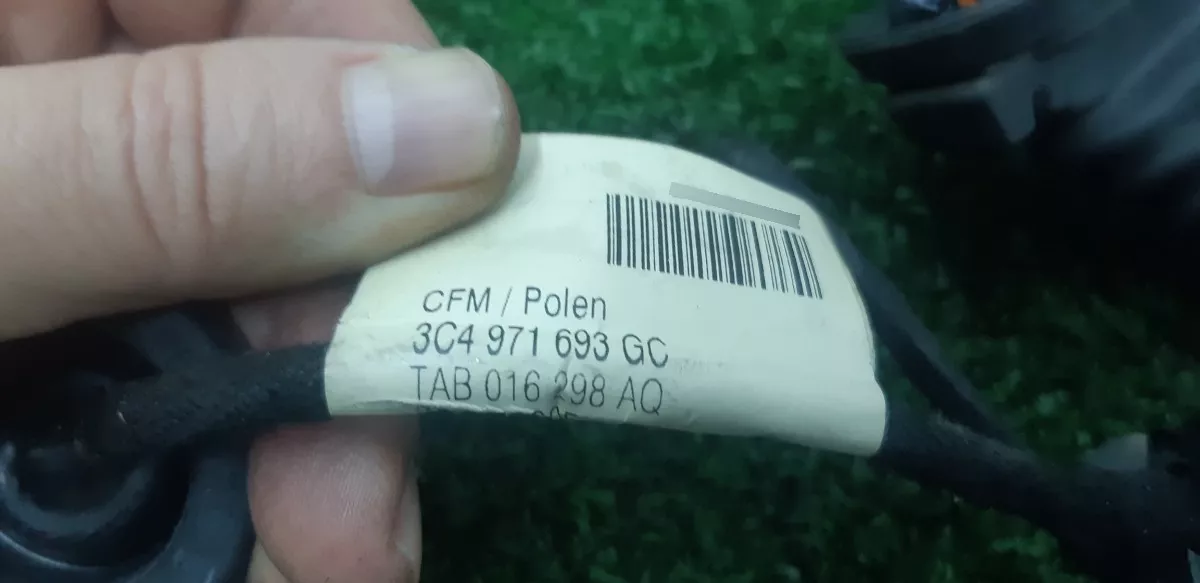 CFM / Polen
3C4 971 693 GC
TAB 016 298 AQ